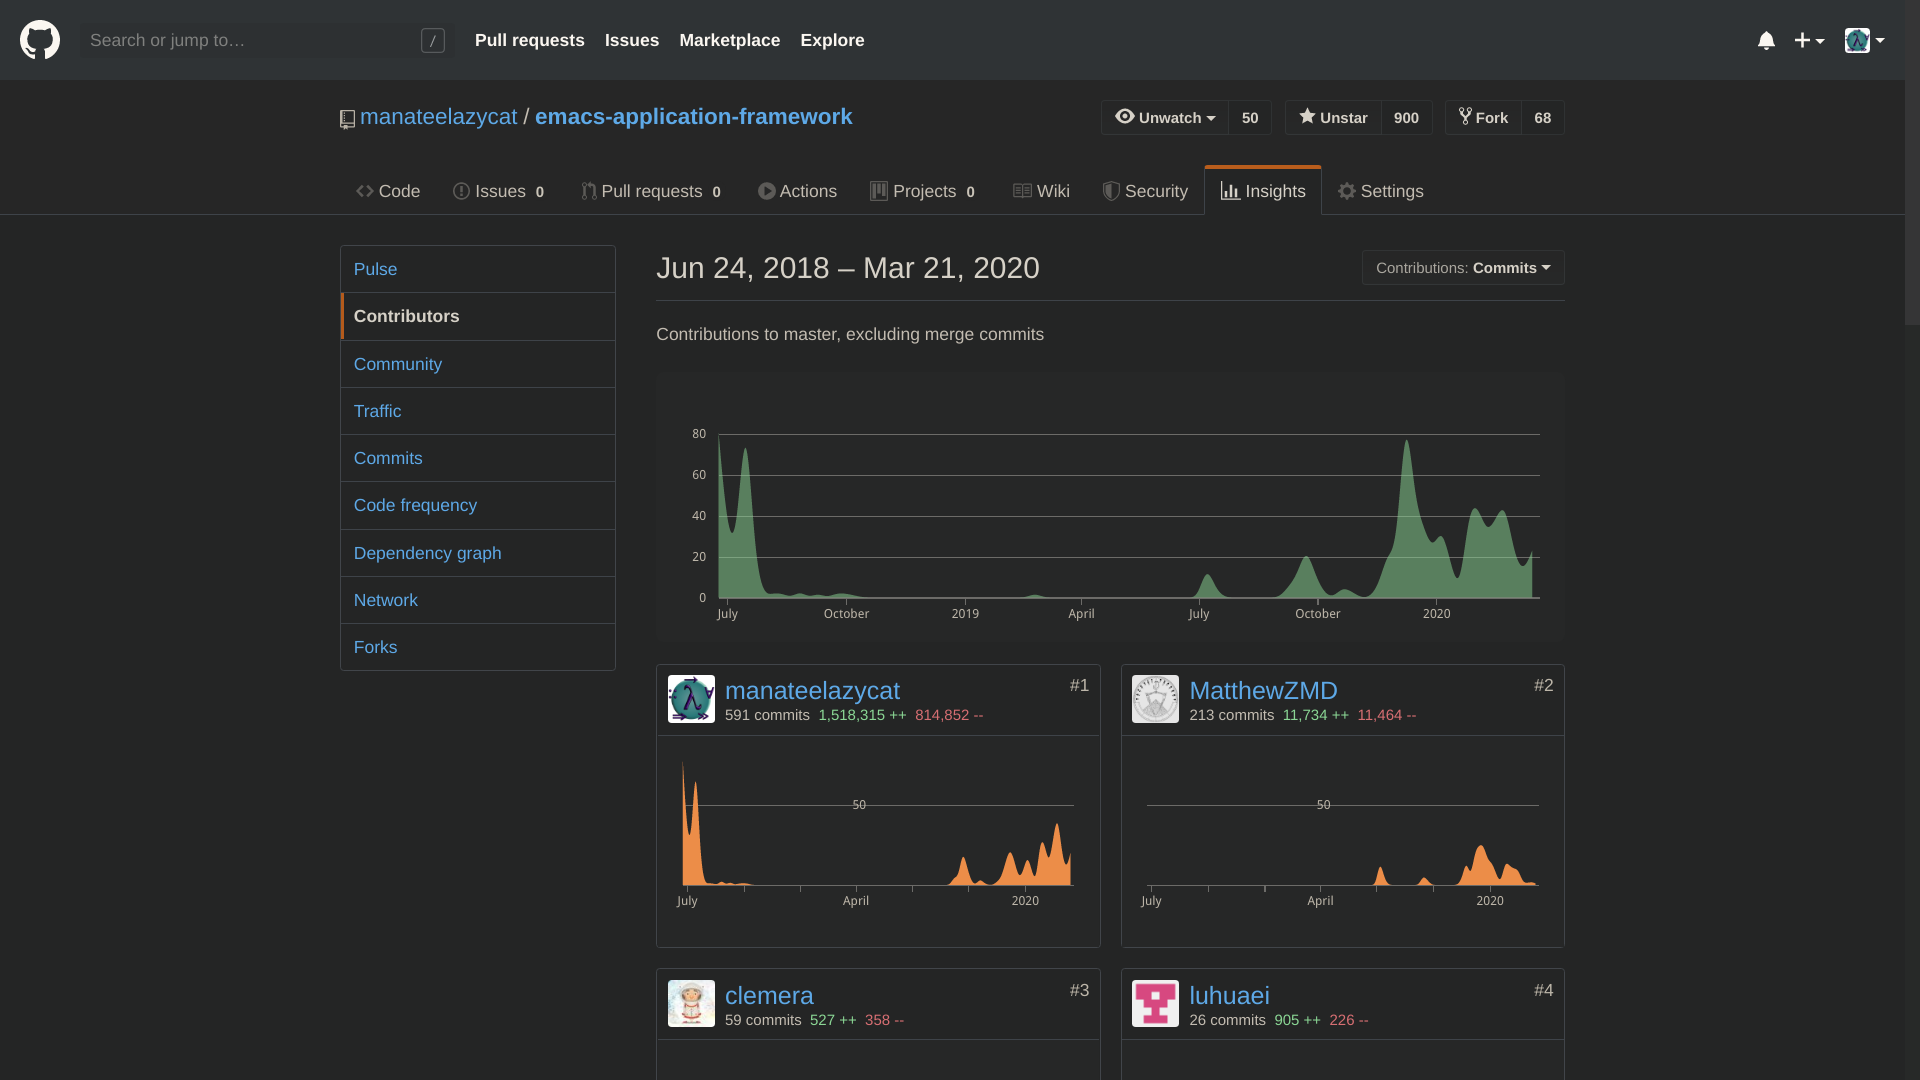 Search or jump to… / Pull requests Issues Marketplace Explore
manateelazycat / emacs-application-framework Unwatch 50 Unstar 900 Fork 68
Code Issues 0 Pull requests 0 Actions Projects 0 Wiki Security Insights Settings
Pulse
Contributors
Community
Traffic
Commits
Code frequency
Dependency graph
Network
Forks
Jun 24, 2018 – Mar 21, 2020 Contributions: Commits
Contributions to master, excluding merge commits
80
60
40
20
0
July October 2019 April July October 2020
manateelazycat #1
591 commits 1,518,315 ++ 814,852 --
50
July April 2020
MatthewZMD #2
213 commits 11,734 ++ 11,464 --
50
July April 2020
clemera #3
59 commits 527 ++ 358 --
luhuaei #4
26 commits 905 ++ 226 --